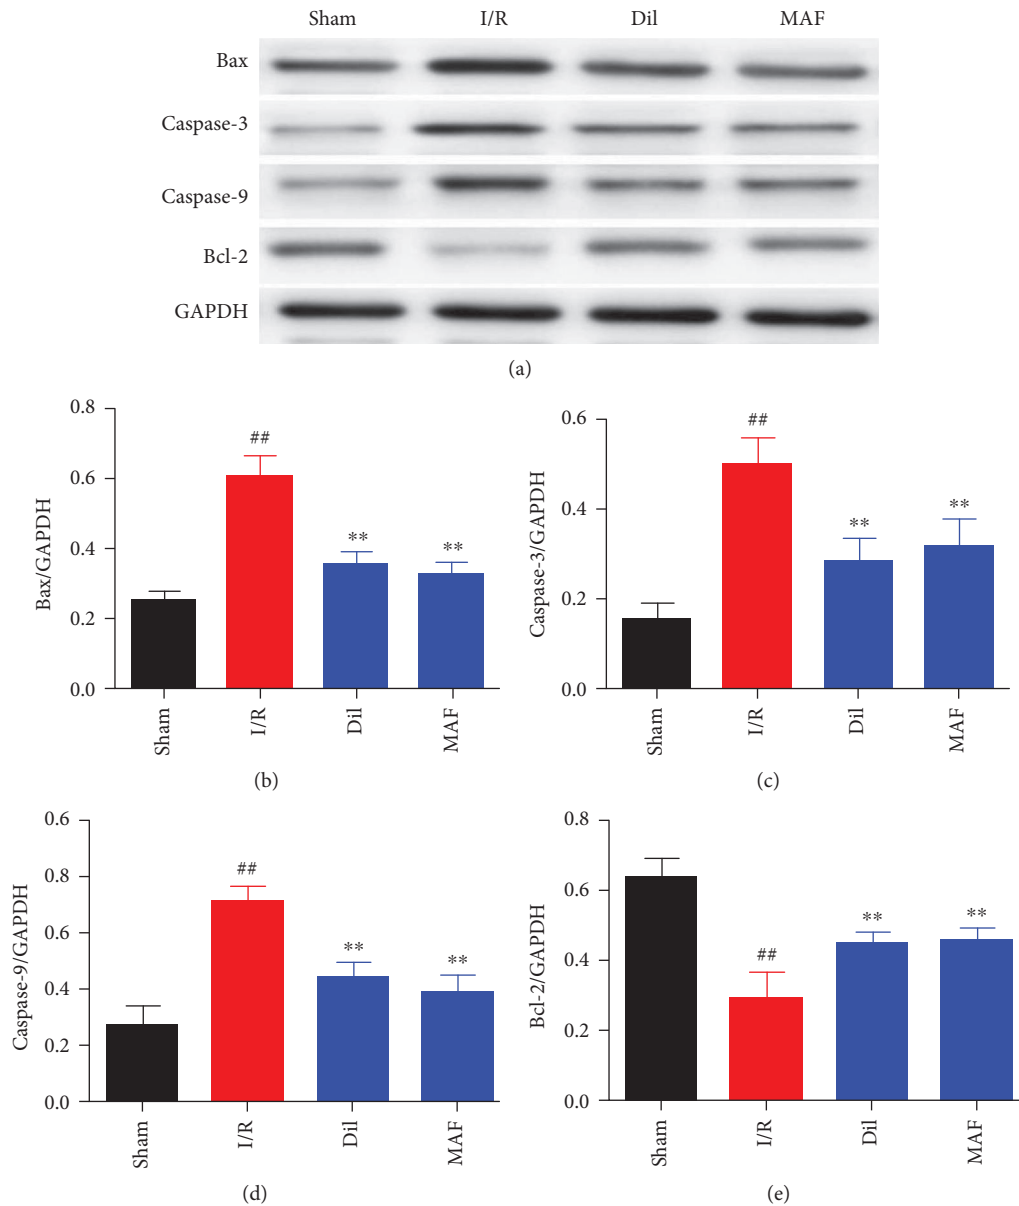 Sham I/R Dil MAF
Bax
Caspase-3
Caspase-9
Bcl-2
GAPDH
(a)
0.8
0.6
0.4
0.2
0.0
Bax/GAPDH
##
**
**
Sham
I/R
Dil
MAF
(b)
0.6
0.4
0.2
0.0
Caspase-3/GAPDH
##
**
**
Sham
I/R
Dil
MAF
(c)
0.6
0.8
0.6
0.4
0.2
0.0
Caspase-9/GAPDH
##
**
**
Sham
I/R
Dil
MAF
(d)
0.8
0.6
0.4
0.2
0.0
Bcl-2/GAPDH
##
**
**
Sham
I/R
Dil
MAF
(e)